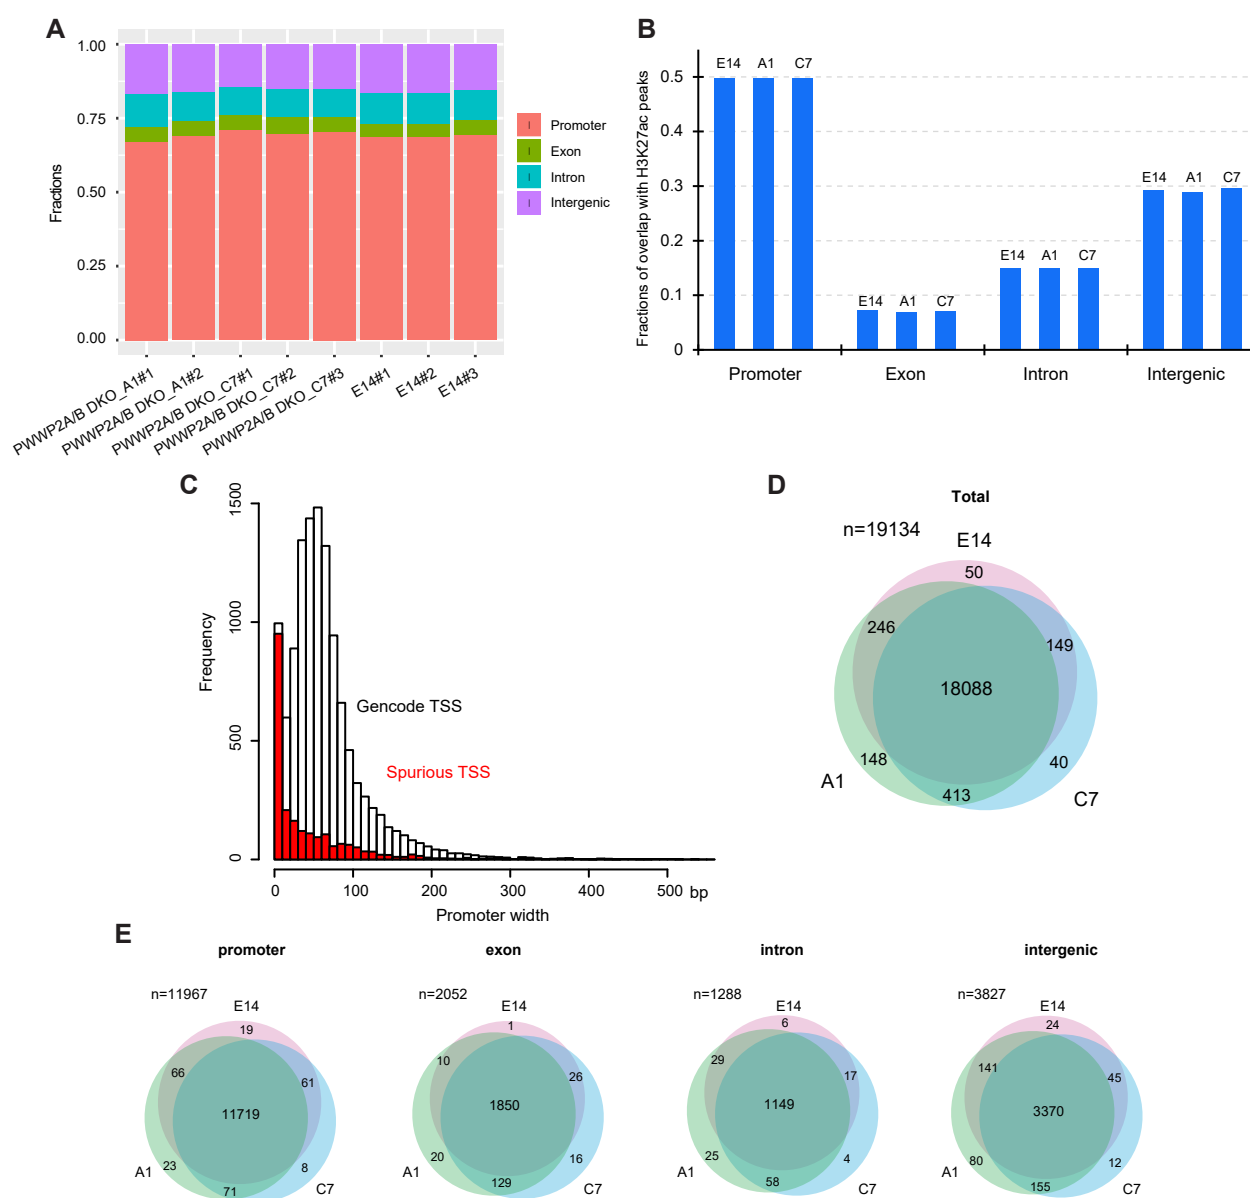 A
1.00
0.75
0.50
0.25
0.00
Fractions
PWWP2A/B DKO_A1#1
PWWP2A/B DKO_A1#2
PWWP2A/B DKO_C7#1
PWWP2A/B DKO_C7#2
PWWP2A/B DKO_C7#3
E14#1
E14#2
E14#3
Promoter
Exon
Intron
Intergenic
B
Fractions of overlap with H3K27ac peaks
0.5
0.4
0.3
0.2
0.1
0
E14 A1 C7
E14 A1 C7
E14 A1 C7
E14 A1 C7
Promoter Exon Intron Intergenic
C
Frequency
1500
1000
500
0
Gencode TSS
Spurious TSS
0 100 200 300 400 500 bp
Promoter width
D
Total
n=19134
E14
50
246
149
18088
148
40
413
A1
C7
E
promoter
n=11967
E14
19
66
61
11719
23
8
71
A1
C7
exon
n=2052
E14
1
10
26
1850
20
16
129
A1
C7
intron
n=1288
E14
6
29
17
1149
25
4
58
A1
C7
intergenic
n=3827
E14
24
141
45
3370
80
12
155
A1
C7